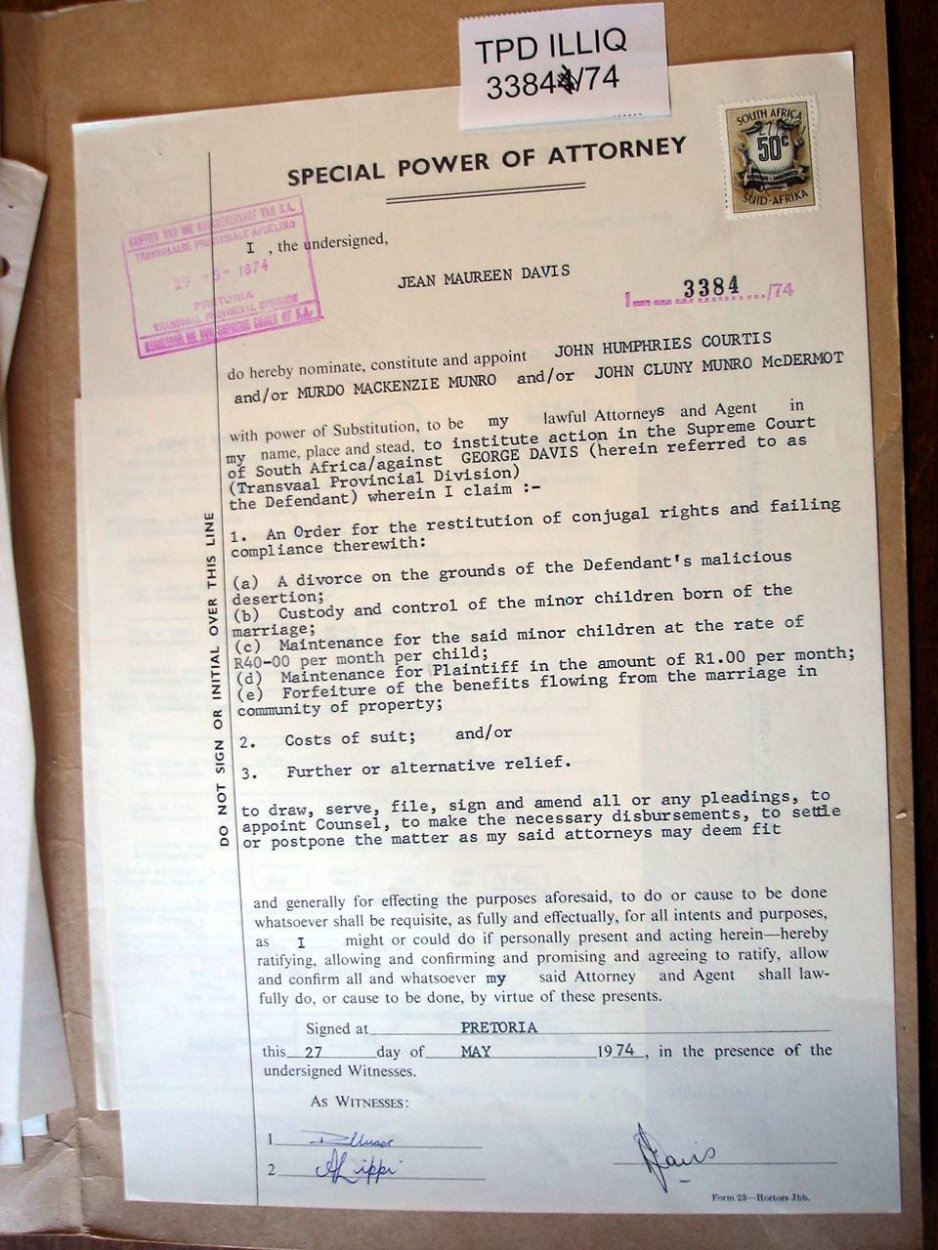 TPD ILLIQ
3384/74
SOUTH AFRICA
50c
SUID-AFRIKA
SPECIAL POWER OF ATTORNEY
GRIFFIER VAN DIE HOOGGEREGSHOF VAN S.A.
TRANSVAALSE PROVINSIALE AFDELING
29 -5- 1974
PRETORIA
TRANSVAAL PROVINCIAL DIVISION
REGISTRAR OF THE SUPREME COURT OF S.A.
I , the undersigned,
JEAN MAUREEN DAVIS
3384 /74
do hereby nominate, constitute and appoint JOHN HUMPHRIES COURTIS
and/or MURDO MACKENZIE MUNRO and/or JOHN CLUNY MUNRO McDERMOT
with power of Substitution, to be my lawful Attorneys and Agent in
my name, place and stead, to institute action in the Supreme Court
of South Africa/against GEORGE DAVIS (herein referred to as
(Transvaal Provincial Division)
the Defendant) wherein I claim :-
1. An Order for the restitution of conjugal rights and failing
compliance therewith:
(a) A divorce on the grounds of the Defendant's malicious
desertion;
(b) Custody and control of the minor children born of the
marriage;
(c) Maintenance for the said minor children at the rate of
R40-00 per month per child;
(d) Maintenance for Plaintiff in the amount of R1.00 per month;
(e) Forfeiture of the benefits flowing from the marriage in
community of property;
2. Costs of suit; and/or
3. Further or alternative relief.
to draw, serve, file, sign and amend all or any pleadings, to
appoint Counsel, to make the necessary disbursements, to settle
or postpone the matter as my said attorneys may deem fit
DO NOT SIGN OR INITIAL OVER THIS LINE
and generally for effecting the purposes aforesaid, to do or cause to be done
whatsoever shall be requisite, as fully and effectually, for all intents and purposes,
as I might or could do if personally present and acting herein—hereby
ratifying, allowing and confirming and promising and agreeing to ratify, allow
and confirm all and whatsoever my said Attorney and Agent shall law-
fully do, or cause to be done, by virtue of these presents.
Signed at PRETORIA
this 27 day of MAY 1974, in the presence of the
undersigned Witnesses.
AS WITNESSES:
1
2
Davis
Form 23—Hortors Jhb.